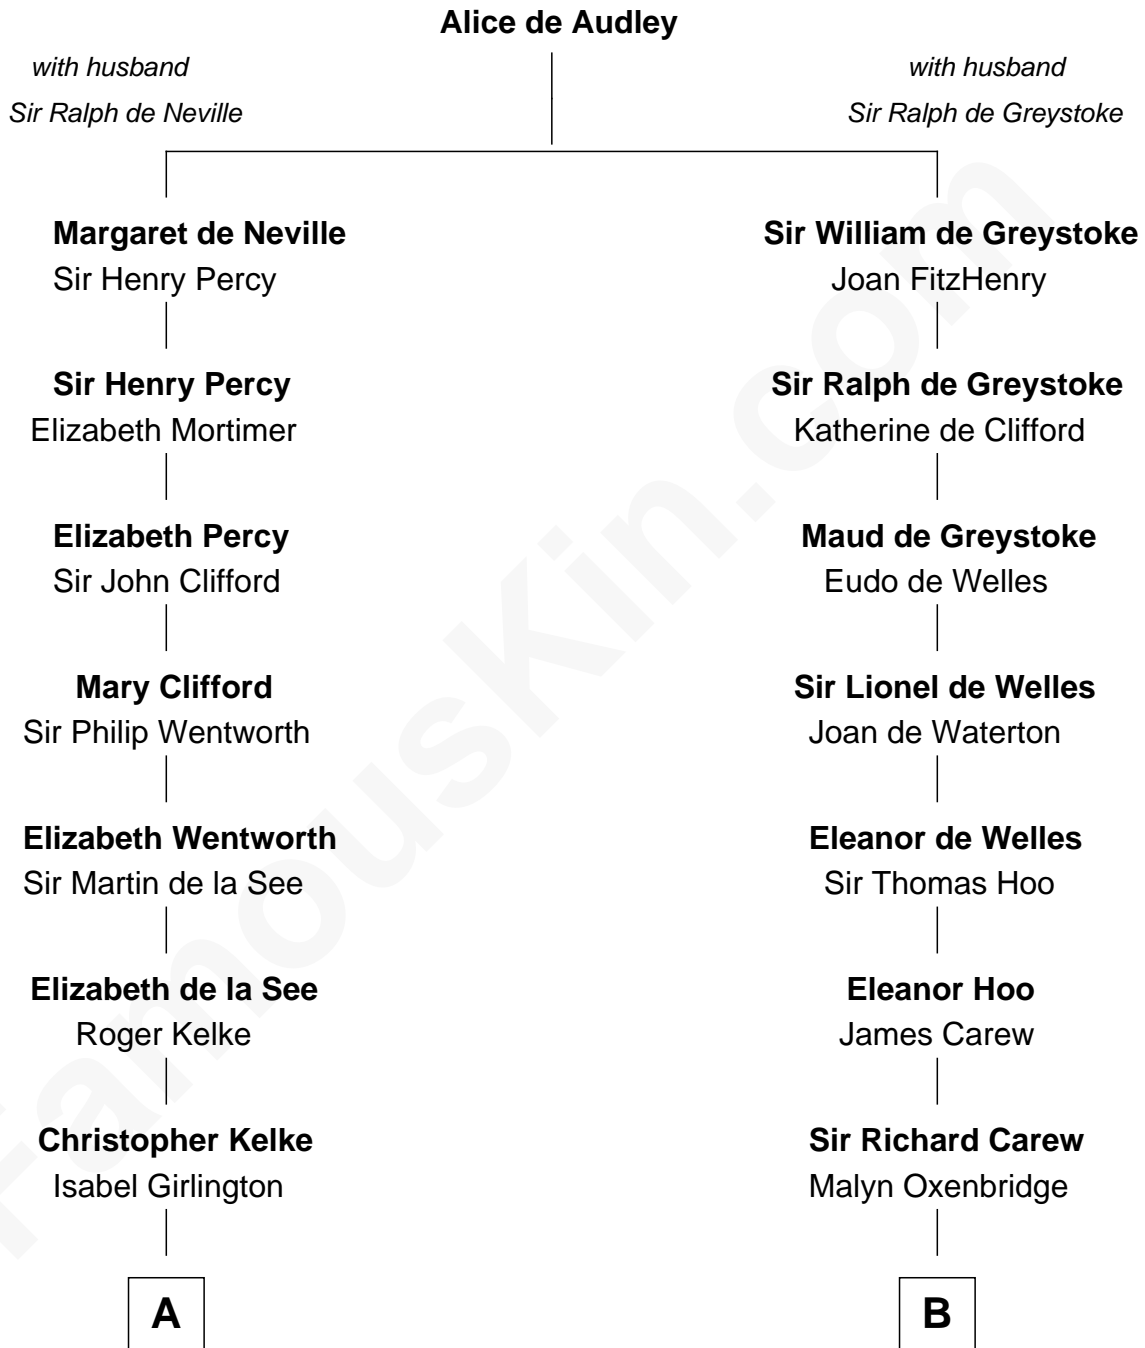 Alice de Audley
with husband
Sir Ralph de Neville
with husband
Sir Ralph de Greystoke
Margaret de Neville
Sir Henry Percy
Sir William de Greystoke
Joan FitzHenry
Sir Henry Percy
Elizabeth Mortimer
Sir Ralph de Greystoke
Katherine de Clifford
Elizabeth Percy
Sir John Clifford
Maud de Greystoke
Eudo de Welles
Mary Clifford
Sir Philip Wentworth
Sir Lionel de Welles
Joan de Waterton
Elizabeth Wentworth
Sir Martin de la See
Eleanor de Welles
Sir Thomas Hoo
Elizabeth de la See
Roger Kelke
Eleanor Hoo
James Carew
Christopher Kelke
Isabel Girlington
Sir Richard Carew
Malyn Oxenbridge
A
B
FamousKin.com